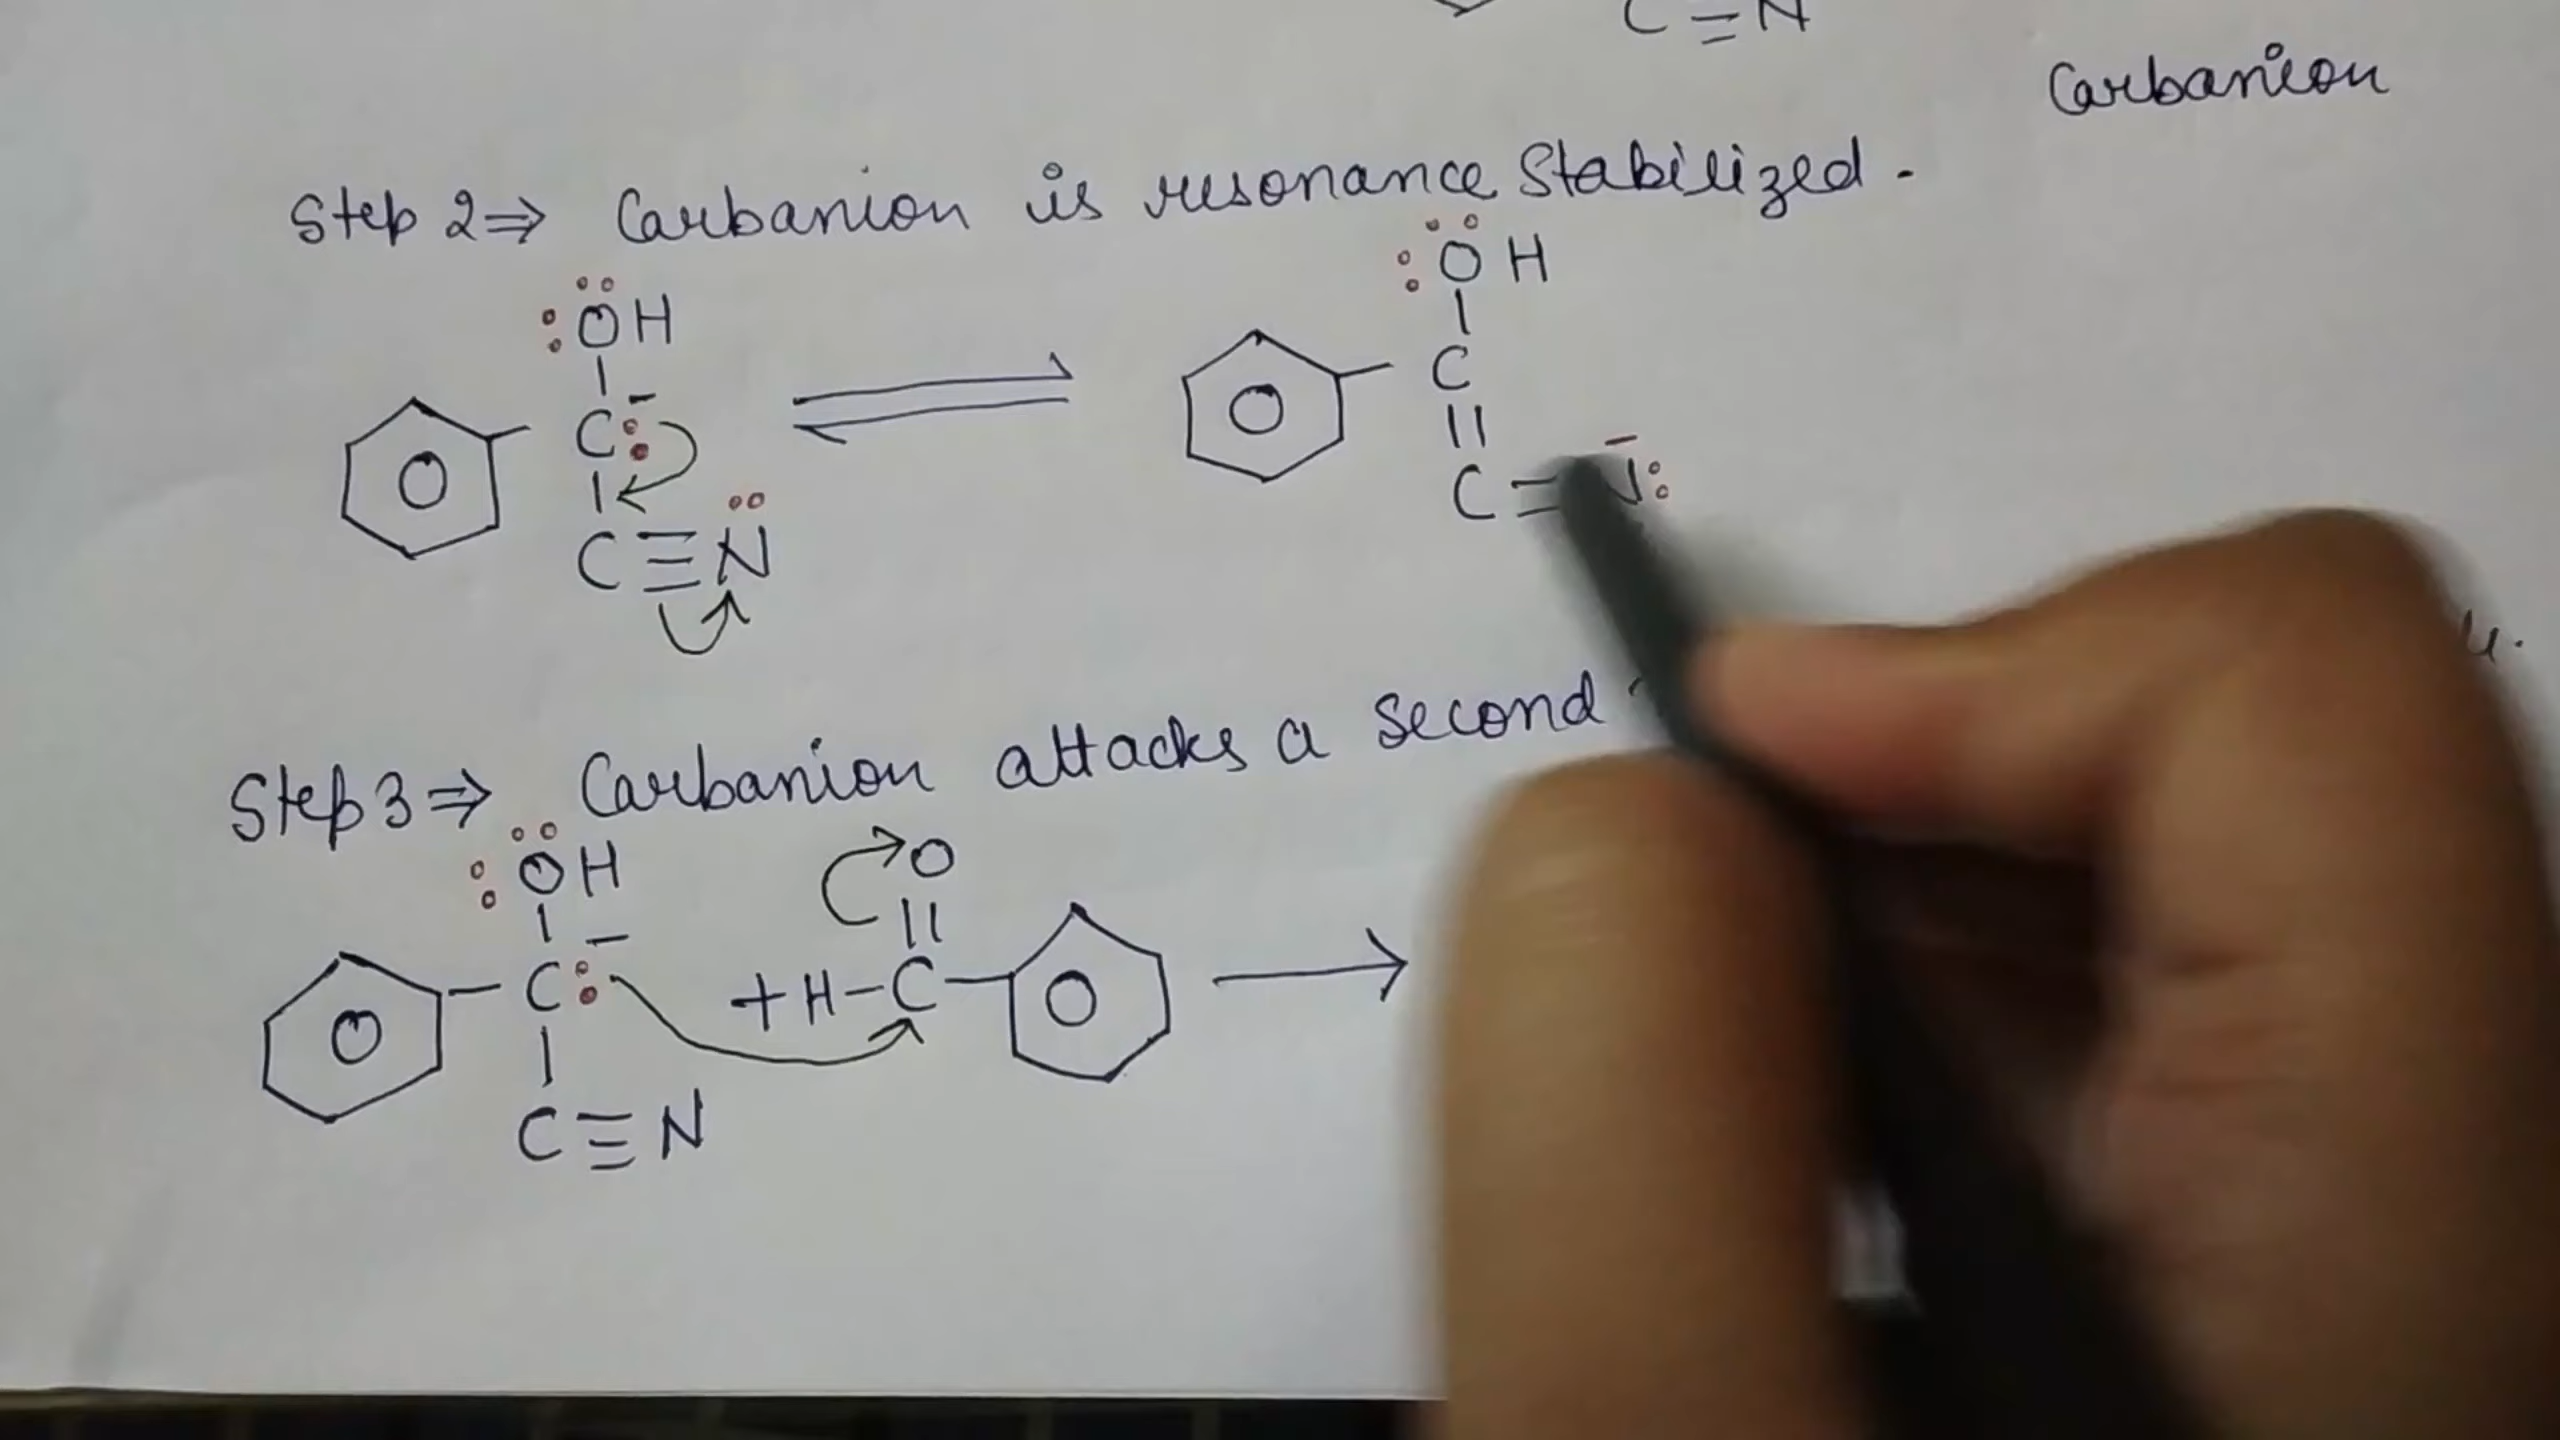 C≡N
Carbanion
Step 2⇒ Carbanion is resonance stabilized.
OH
OH
C
C
C≡N
C=N
Step 3⇒ Carbanion attacks a second
OH
O
C
+H-C
C≡N